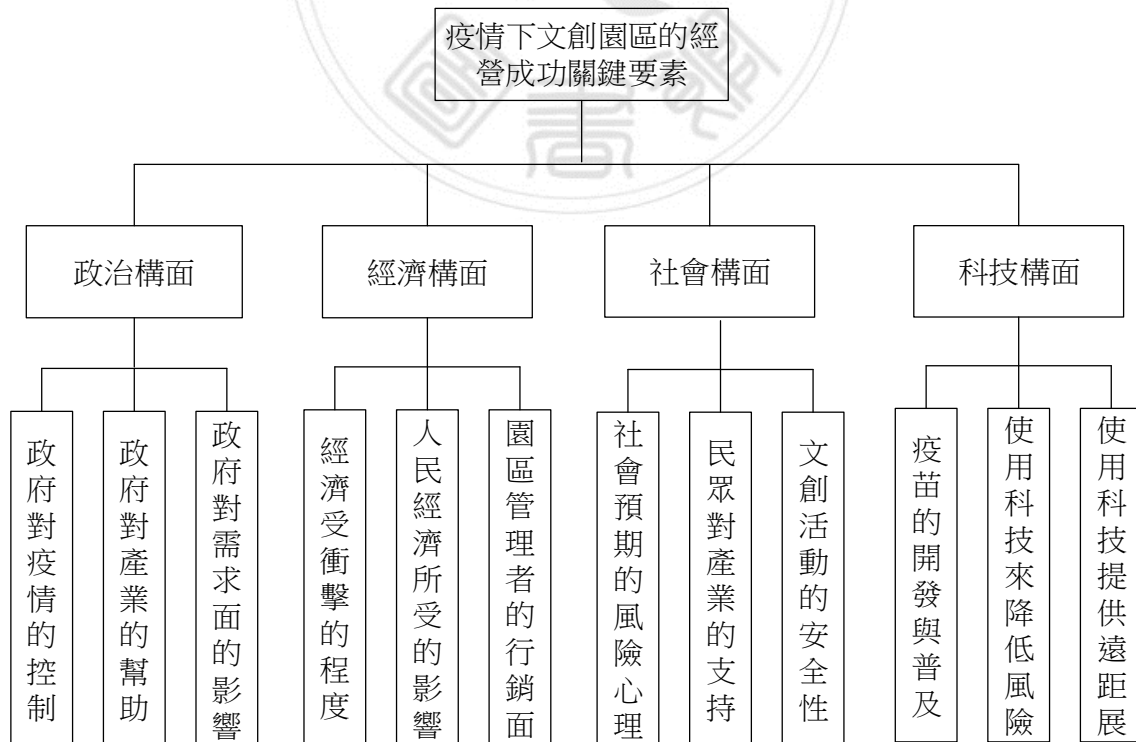 疫情下文創園區的經
營成功關鍵要素
政治構面
經濟構面
社會構面
科技構面
政府對疫情的控制
政府對產業的幫助
政府對需求面的影響
經濟受衝擊的程度
人民經濟所受的影響
園區管理者的行銷面
社會預期的風險心理
民眾對產業的支持
文創活動的安全性
疫苗的開發與普及
使用科技來降低風險
使用科技提供遠距展